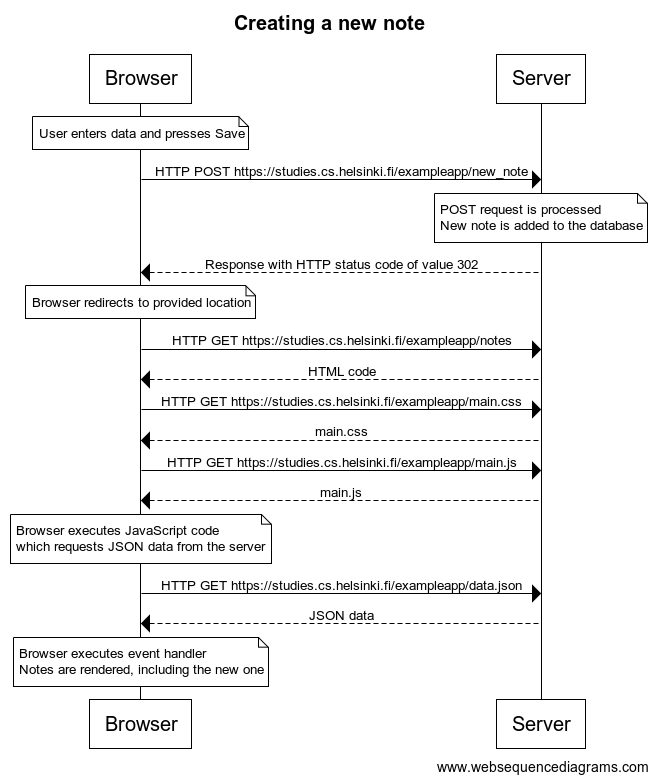 Creating a new note
Browser
Server
User enters data and presses Save
HTTP POST https://studies.cs.helsinki.fi/exampleapp/new_note
POST request is processed
New note is added to the database
Response with HTTP status code of value 302
Browser redirects to provided location
HTTP GET https://studies.cs.helsinki.fi/exampleapp/notes
HTML code
HTTP GET https://studies.cs.helsinki.fi/exampleapp/main.css
main.css
HTTP GET https://studies.cs.helsinki.fi/exampleapp/main.js
main.js
Browser executes JavaScript code
which requests JSON data from the server
HTTP GET https://studies.cs.helsinki.fi/exampleapp/data.json
JSON data
Browser executes event handler
Notes are rendered, including the new one
Browser
Server
www.websequencediagrams.com